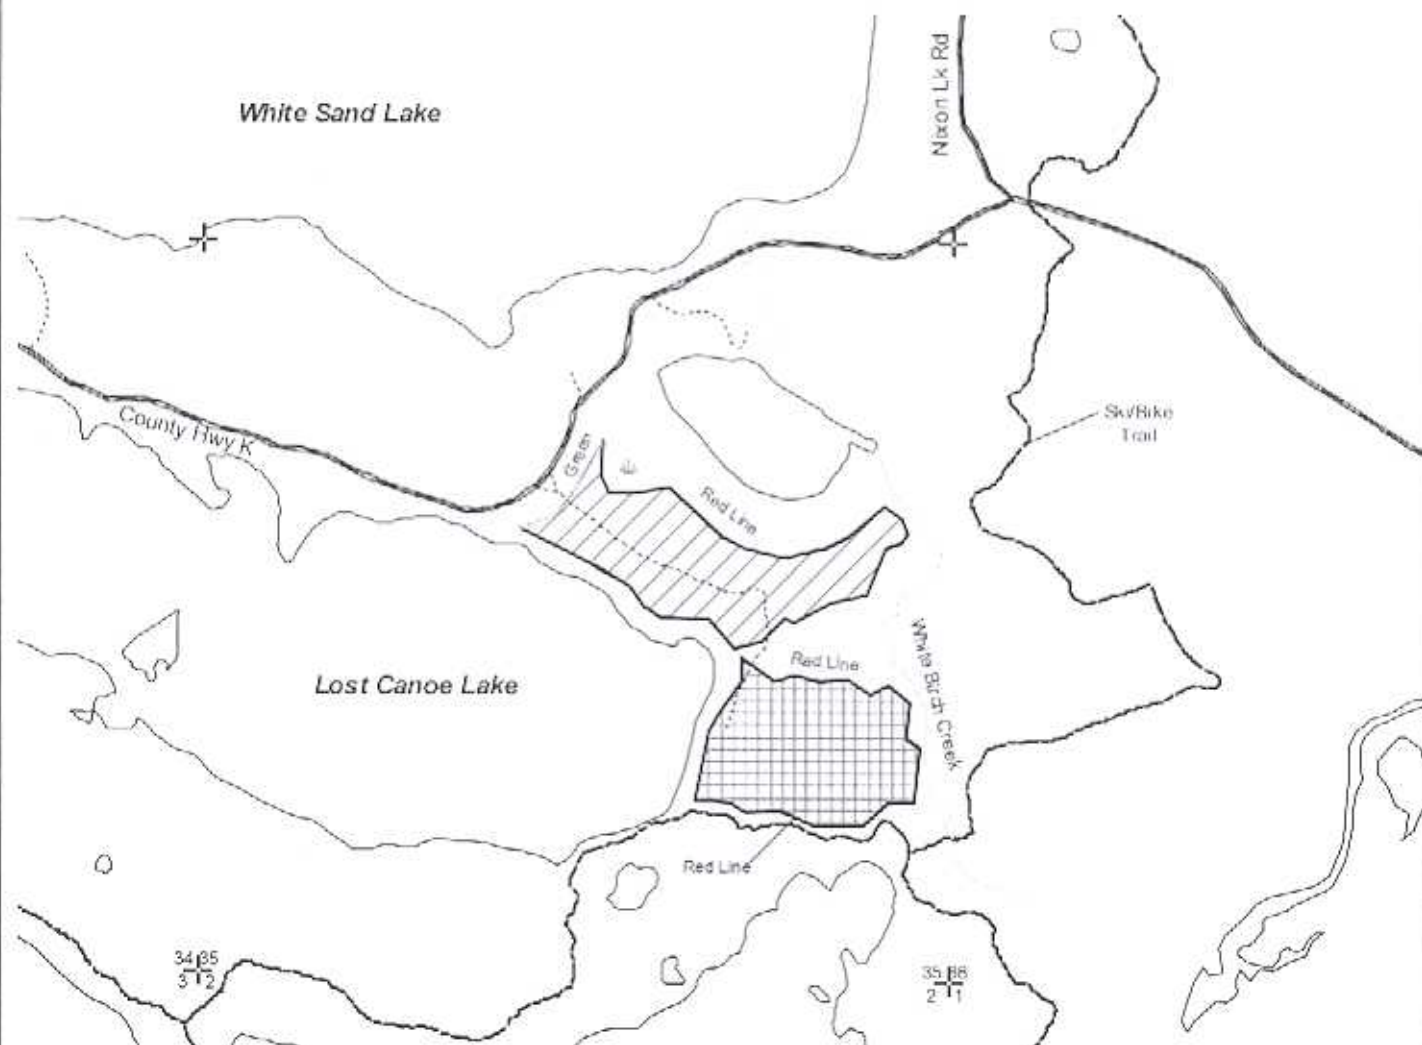 Nixon Lk Rd
White Sand Lake
County Hwy K
Ski/Bike
Trail
Green
Red Line
Red Line
White Birch Creek
Lost Canoe Lake
Red Line
34 35
3 2
35
2 1